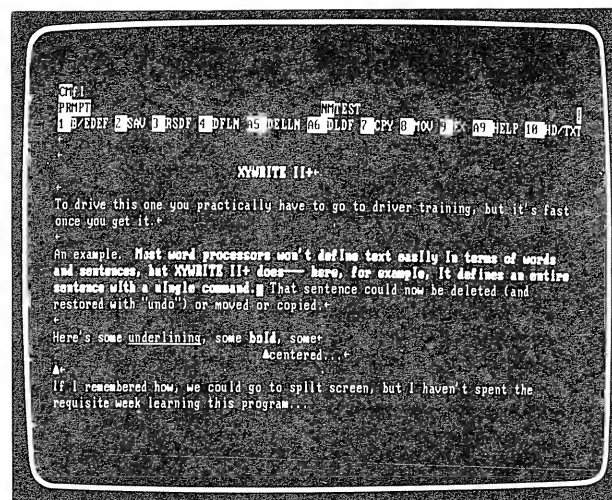 CMf1
PRMPT NMTEST
1 B/EDEF 2 SAV 3 RSDF 4 DFLN A5 DELLN A6 DLDF 7 CPY 8 MOV 9 A9 HELP 10 HD/TXT
XYWRITE II+
To drive this one you practically have to go to driver training, but it's fast
once you get it.
An example. Most word processors won't define text easily in terms of words
and sentences, but XYWRITE II+ does—— here, for example, it defines an entire
sentence with a single command. That sentence could now be deleted (and
restored with "undo") or moved or copied.
Here's some underlining, some bold, some
centered...
If I remembered how, we could go to split screen, but I haven't spent the
requisite week learning this program...